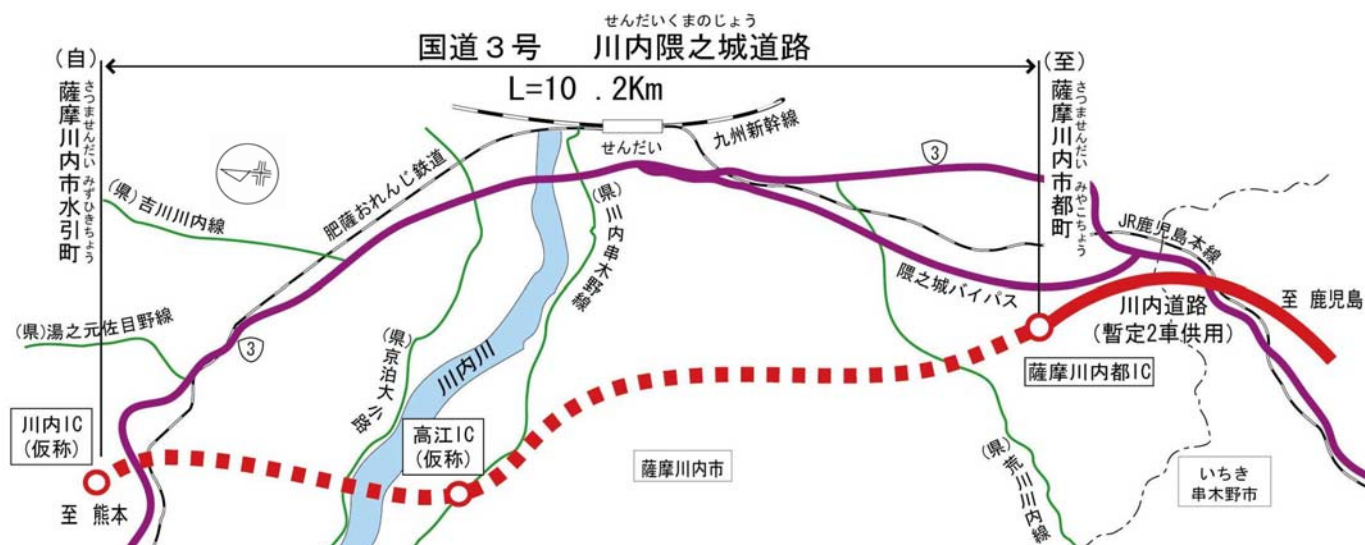 せんだいくまのじょう
国道3号 川内隈之城道路
L=10 .2Km
(自)
薩摩川内市水引町
さつませんだい みずひきちょう
(至)
薩摩川内市都町
さつませんだい みやこちょう
せんだい
九州新幹線
3
肥薩おれんじ鉄道
(県)吉川川内線
(県)川内串木野線
JR鹿児島本線
隈之城バイパス
川内道路
(暫定2車供用)
至 鹿児島
(県)湯之元佐目野線
3
(県)京泊大小路
川内川
薩摩川内都IC
川内IC
(仮称)
高江IC
(仮称)
薩摩川内市
(県)荒川川内線
いちき
串木野市
至 熊本